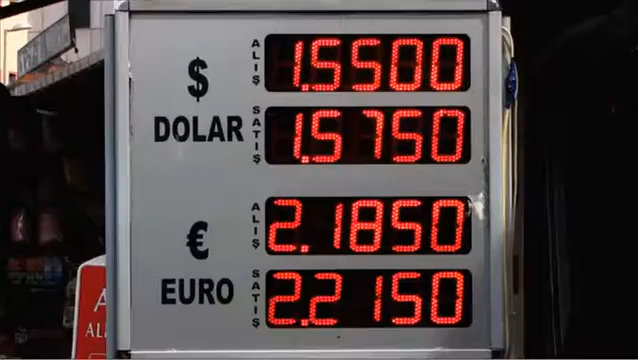 $
DOLAR
ALIŞ 1.5500
SATIŞ 1.5750
€
EURO
ALIŞ 2.1850
SATIŞ 2.2150